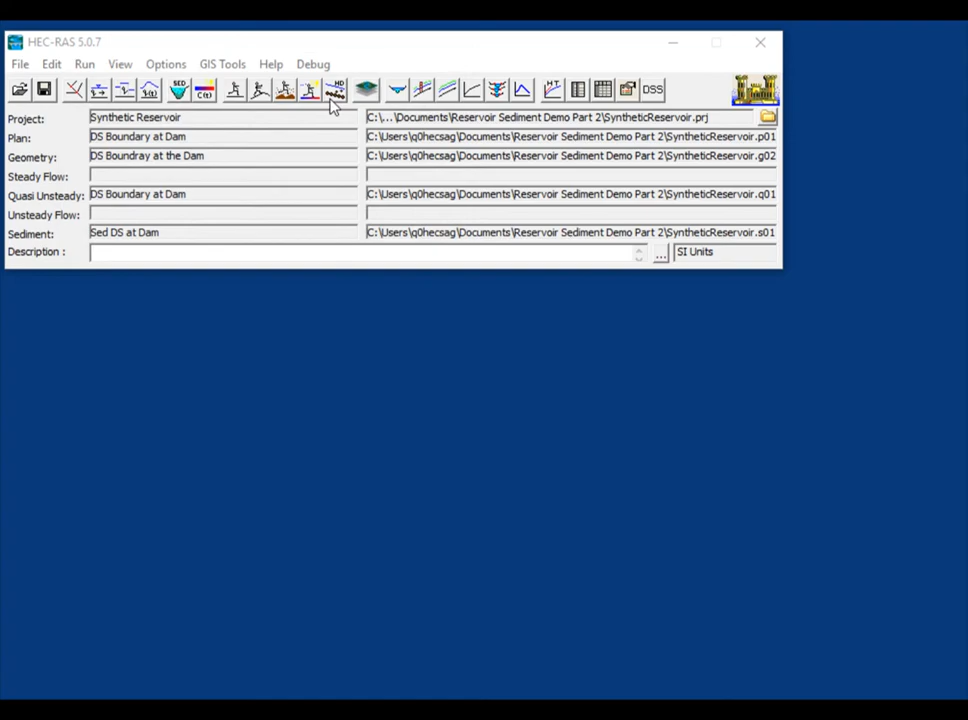 HEC-RAS 5.0.7
File Edit Run View Options GIS Tools Help Debug
SED C(t) HD HT DSS
Project: Synthetic Reservoir C:\...\Documents\Reservoir Sediment Demo Part 2\SyntheticReservoir.prj
Plan: DS Boundary at Dam C:\Users\q0hecsag\Documents\Reservoir Sediment Demo Part 2\SyntheticReservoir.p01
Geometry: DS Boundray at the Dam C:\Users\q0hecsag\Documents\Reservoir Sediment Demo Part 2\SyntheticReservoir.g02
Steady Flow:
Quasi Unsteady: DS Boundary at Dam C:\Users\q0hecsag\Documents\Reservoir Sediment Demo Part 2\SyntheticReservoir.q01
Unsteady Flow:
Sediment: Sed DS at Dam C:\Users\q0hecsag\Documents\Reservoir Sediment Demo Part 2\SyntheticReservoir.s01
Description : ... SI Units